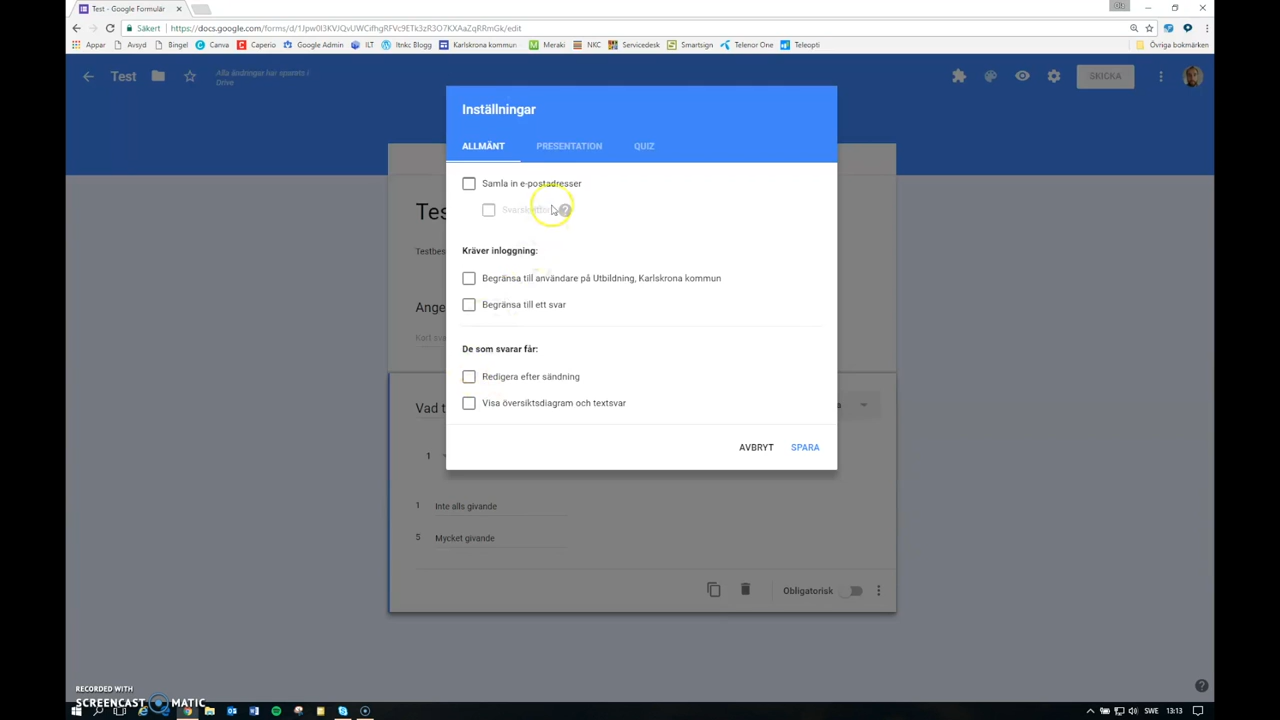 Test - Google Formulär
Säkert
https://docs.google.com/forms/d/1Jpw0I3KVJQvUWCifhgRFVc9ETk3zR3O7KXAaZqRRmGk/edit
Appar
Avsyd
Bingel
Canva
Caperio
Google Admin
ILT
Itnkc Blogg
Karlskrona kommun
Meraki
NKC
Servicedesk
Smartsign
Telenor One
Teleopti
Övriga bokmärken
Test
Alla ändringar har sparats i
Drive
SKICKA
Inställningar
ALLMÄNT
PRESENTATION
QUIZ
Samla in e-postadresser
Kräver inloggning:
Begränsa till användare på Utbildning, Karlskrona kommun
Begränsa till ett svar
De som svarar får:
Redigera efter sändning
Visa översiktsdiagram och textsvar
AVBRYT
SPARA
Tes
Testbes
Ange
Kort sva
Vad t
1
1 Inte alls givande
5 Mycket givande
Obligatorisk
RECORDED WITH
SCREENCAST MATIC
SWE
13:13